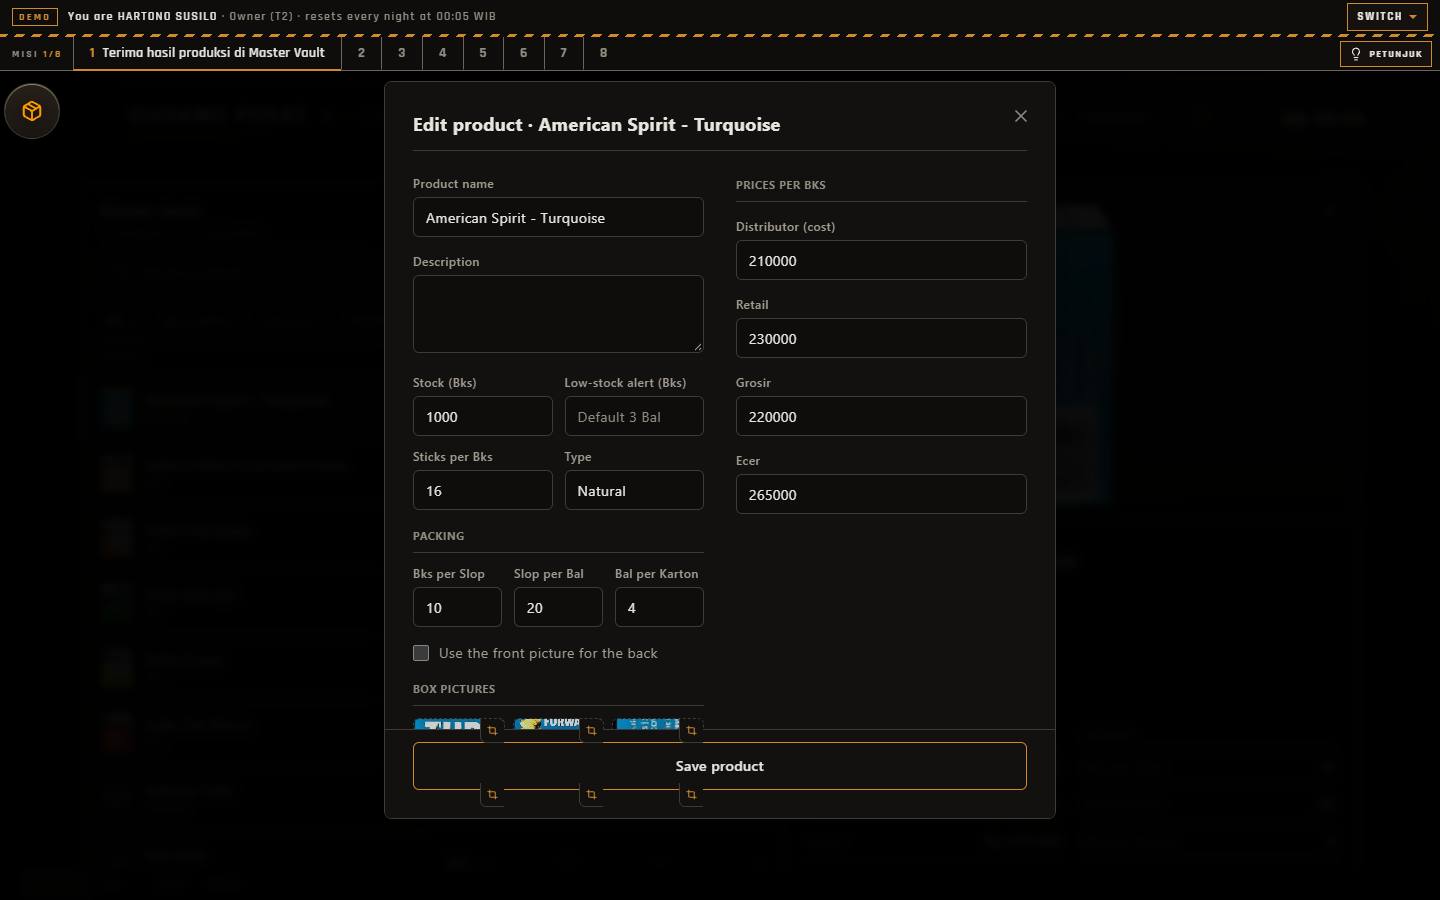 DEMO You are HARTONO SUSILO · Owner (T2) · resets every night at 00:05 WIB SWITCH
MISI 1/8 1 Terima hasil produksi di Master Vault 2 3 4 5 6 7 8 PETUNJUK
Edit product · American Spirit - Turquoise
Product name
American Spirit - Turquoise
Description
Stock (Bks) Low-stock alert (Bks)
1000 Default 3 Bal
Sticks per Bks Type
16 Natural
PACKING
Bks per Slop Slop per Bal Bal per Karton
10 20 4
Use the front picture for the back
BOX PICTURES
PRICES PER BKS
Distributor (cost)
210000
Retail
230000
Grosir
220000
Ecer
265000
Save product